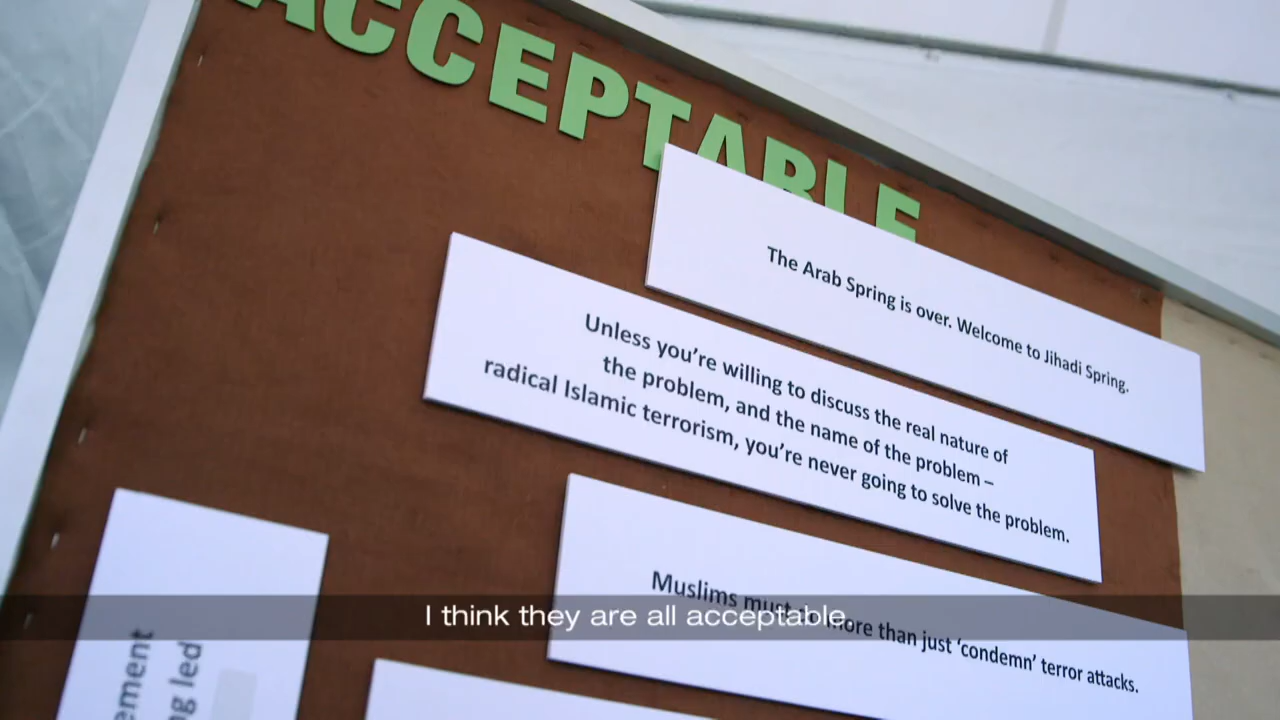 ACCEPTABLE
The Arab Spring is over. Welcome to Jihadi Spring.
Unless you're willing to discuss the real nature of
the problem, and the name of the problem –
radical Islamic terrorism, you're never going to solve the problem.
Muslims must do more than just 'condemn' terror attacks.
I think they are all acceptable.
led